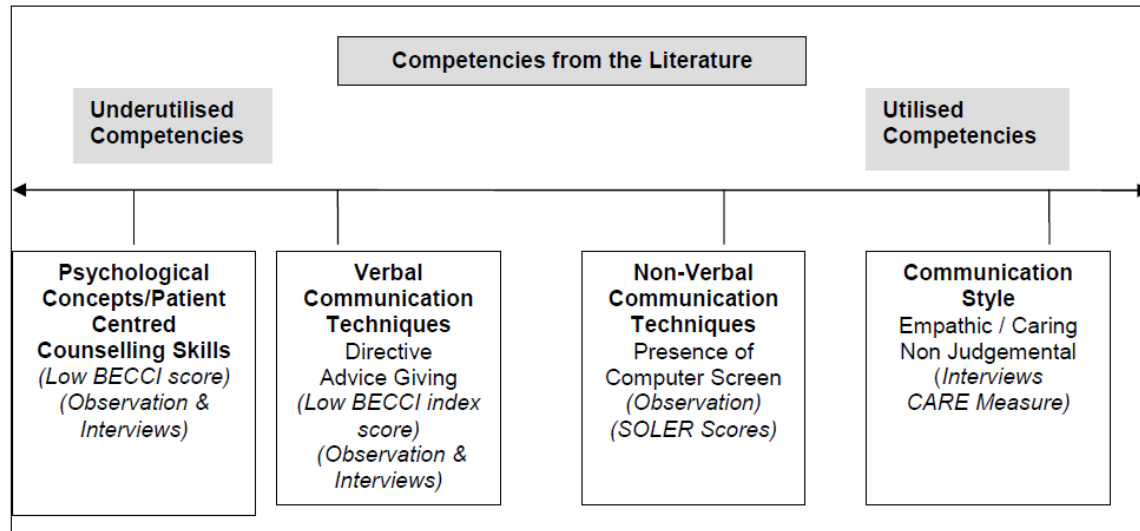 Competencies from the Literature
Underutilised
Competencies
Utilised
Competencies
Psychological
Concepts/Patient
Centred
Counselling Skills
(Low BECCI score)
(Observation &
Interviews)
Verbal
Communication
Techniques
Directive
Advice Giving
(Low BECCI index
score)
(Observation &
Interviews)
Non-Verbal
Communication
Techniques
Presence of
Computer Screen
(Observation)
(SOLER Scores)
Communication
Style
Empathic / Caring
Non Judgemental
(Interviews
CARE Measure)